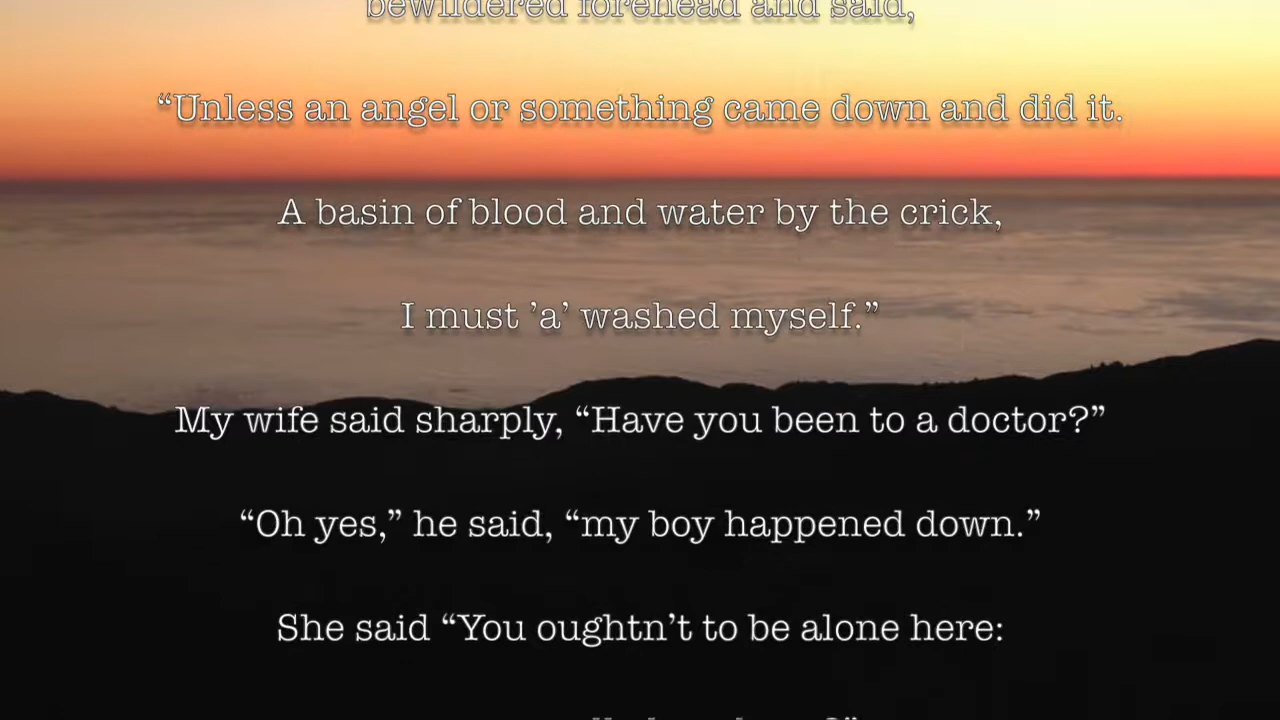 bewildered forehead and said,
“Unless an angel or something came down and did it.
A basin of blood and water by the crick,
I must ’a’ washed myself.”
My wife said sharply, “Have you been to a doctor?”
“Oh yes,” he said, “my boy happened down.”
She said “You oughtn’t to be alone here: